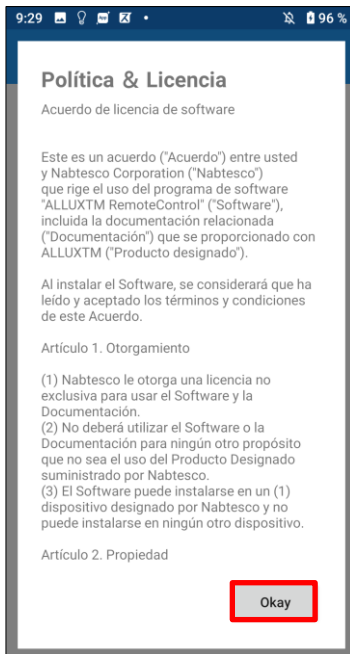 9:29 96 %
Política & Licencia
Acuerdo de licencia de software
Este es un acuerdo ("Acuerdo") entre usted
y Nabtesco Corporation ("Nabtesco")
que rige el uso del programa de software
"ALLUXTM RemoteControl" ("Software"),
incluida la documentación relacionada
("Documentación") que se proporcionado con
ALLUXTM ("Producto designado").
Al instalar el Software, se considerará que ha
leído y aceptado los términos y condiciones
de este Acuerdo.
Artículo 1. Otorgamiento
(1) Nabtesco le otorga una licencia no
exclusiva para usar el Software y la
Documentación.
(2) No deberá utilizar el Software o la
Documentación para ningún otro propósito
que no sea el uso del Producto Designado
suministrado por Nabtesco.
(3) El Software puede instalarse en un (1)
dispositivo designado por Nabtesco y no
puede instalarse en ningún otro dispositivo.
Artículo 2. Propiedad
Okay